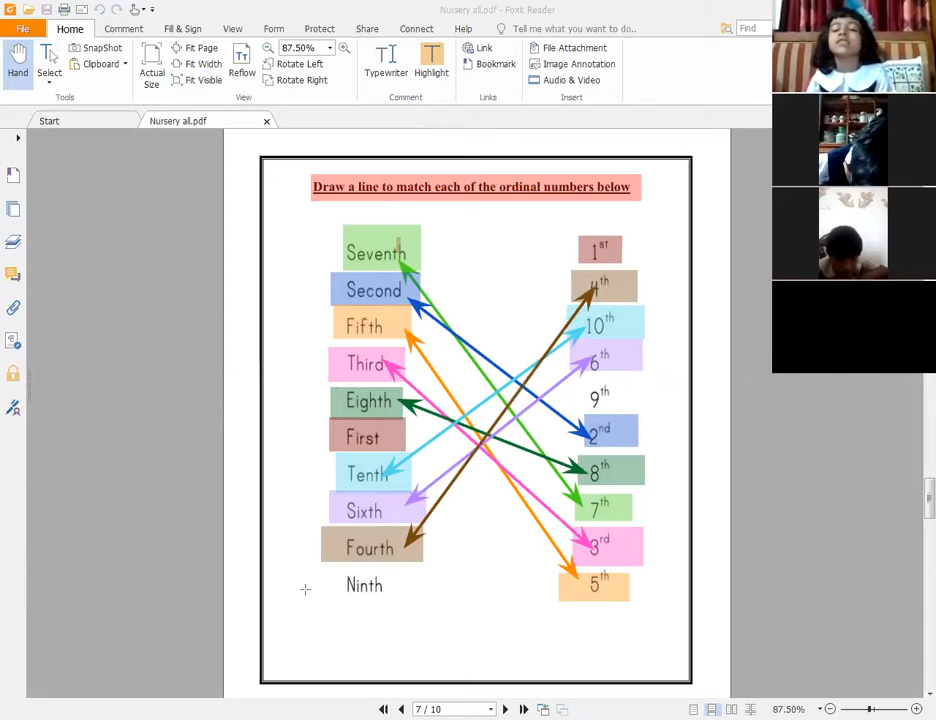 Nursery all.pdf - Foxit Reader
File Home Comment Fill & Sign View Form Protect Share Connect Help Tell me what you want to do.. Find
SnapShot Fit Page 87.50% Link File Attachment
Hand Select Clipboard Actual Size Fit Width Reflow Rotate Left Typewriter Highlight Bookmark Image Annotation
Fit Visible Rotate Right Audio & Video
Tools View Comment Links Insert
Start Nursery all.pdf
Draw a line to match each of the ordinal numbers below
Seventh 1st
Second 4th
Fifth 10th
Third 6th
Eighth 9th
First 2nd
Tenth 8th
Sixth 7th
Fourth 3rd
Ninth 5th
7 / 10 87.50%